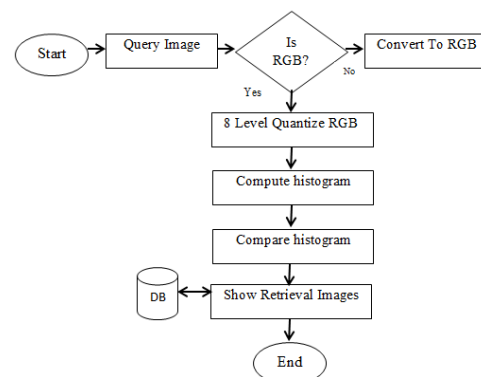 Start
Query Image
Is
RGB?
Convert To RGB
No
Yes
8 Level Quantize RGB
Compute histogram
Compare histogram
DB
Show Retrieval Images
End